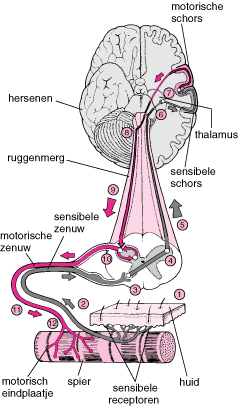 motorische
schors
hersenen
7
6
thalamus
8
sensibele
schors
ruggenmerg
9
5
sensibele
zenuw
motorische
zenuw
10
4
3
2
1
11
12
motorisch
eindplaatje
spier
sensibele
receptoren
huid